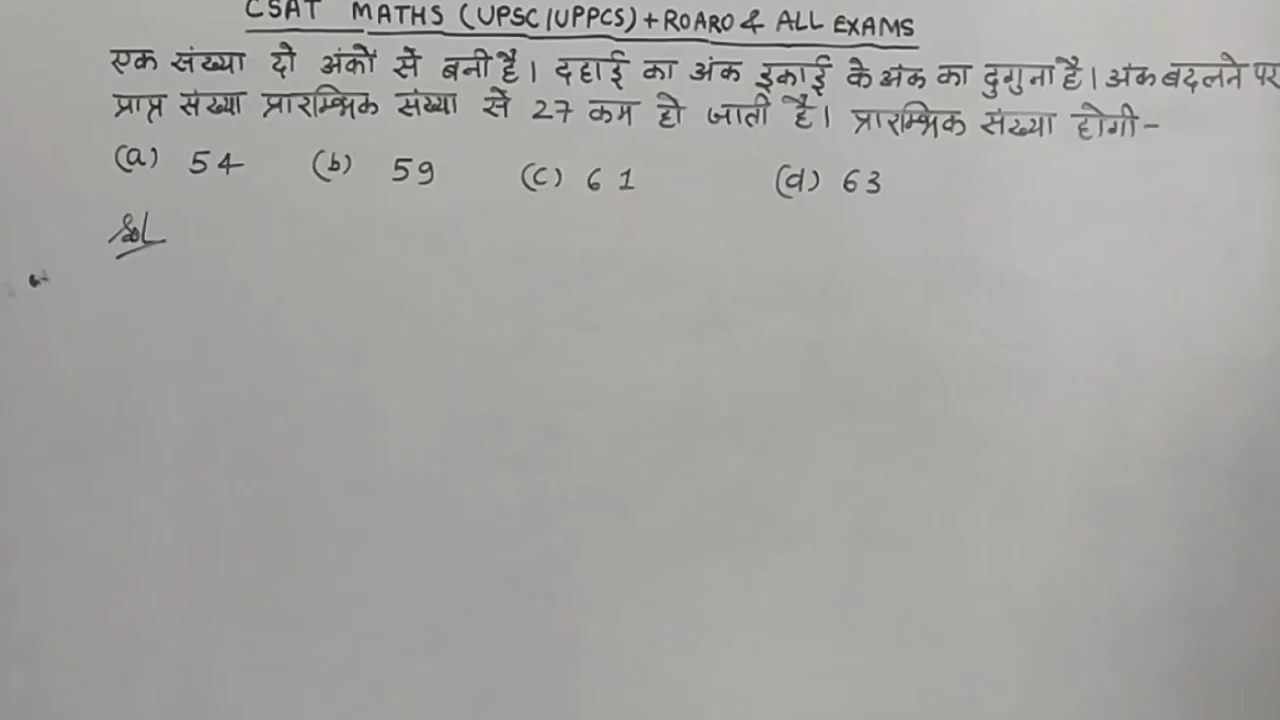 CSAT MATHS (UPSC/UPPCS) + ROARO & ALL EXAMS
एक संख्या दो अंकों से बनी है। दहाई का अंक इकाई के अंक का दुगुना है। अंक बदलने पर
प्राप्त संख्या प्रारम्भिक संख्या से 27 कम हो जाती है। प्रारम्भिक संख्या होगी-
(a) 54 (b) 59 (c) 61 (d) 63
Sol